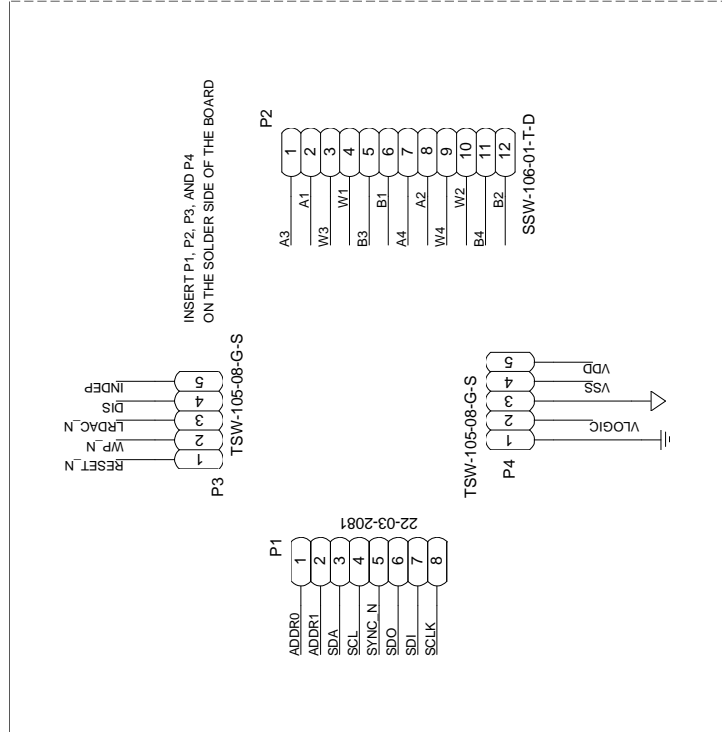 INSERT P1, P2, P3, AND P4
ON THE SOLDER SIDE OF THE BOARD
P2
A3 1
A1 2
W3 3
W1 4
B3 5
B1 6
A4 7
A2 8
W4 9
W2 10
B4 11
B2 12
SSW-106-01-T-D
RESET_N 1
WP_N 2
LRDAC_N 3
DIS 4
INDEP 5
P3
TSW-105-08-G-S
TSW-105-08-G-S
P4
1
2 VLOGIC
3
4 VSS
5 VDD
P1
ADDR0 1
ADDR1 2
SDA 3
SCL 4
SYNC_N 5
SDO 6
SDI 7
SCLK 8
22-03-2081